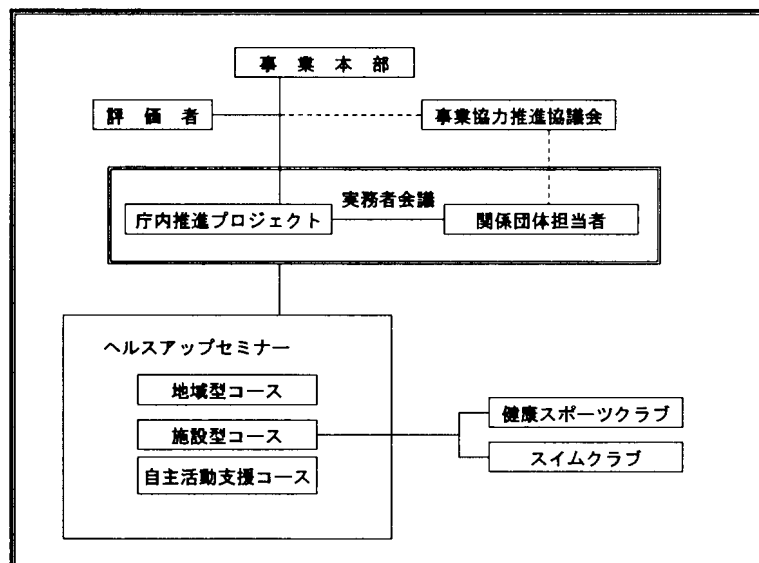 事業本部
評価者
事業協力推進協議会
実務者会議
庁内推進プロジェクト
関係団体担当者
ヘルスアップセミナー
地域型コース
施設型コース
自主活動支援コース
健康スポーツクラブ
スイムクラブ